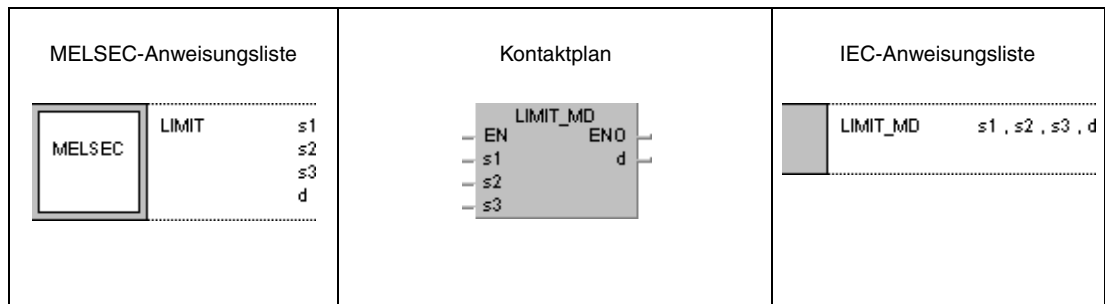 MELSEC-Anweisungsliste
MELSEC
LIMIT s1
s2
s3
d
Kontaktplan
LIMIT_MD
EN ENO
s1 d
s2
s3
IEC-Anweisungsliste
LIMIT_MD s1 , s2 , s3 , d